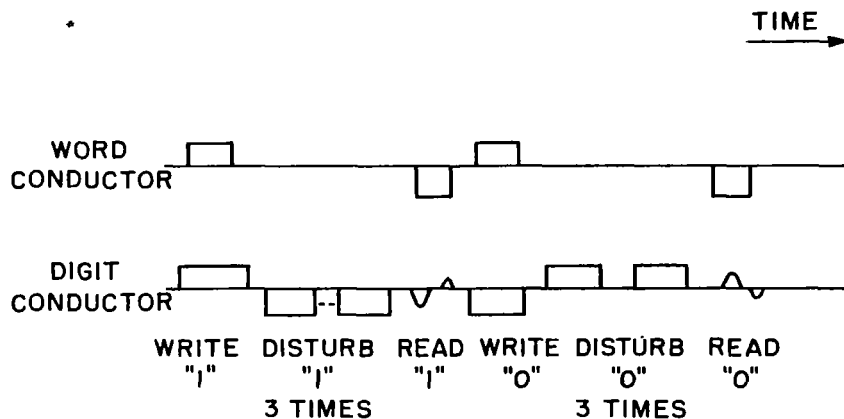 TIME
WORD
CONDUCTOR
DIGIT
CONDUCTOR
WRITE DISTURB READ WRITE DISTURB READ
"1" "1" "1" "0" "0" "0"
3 TIMES 3 TIMES